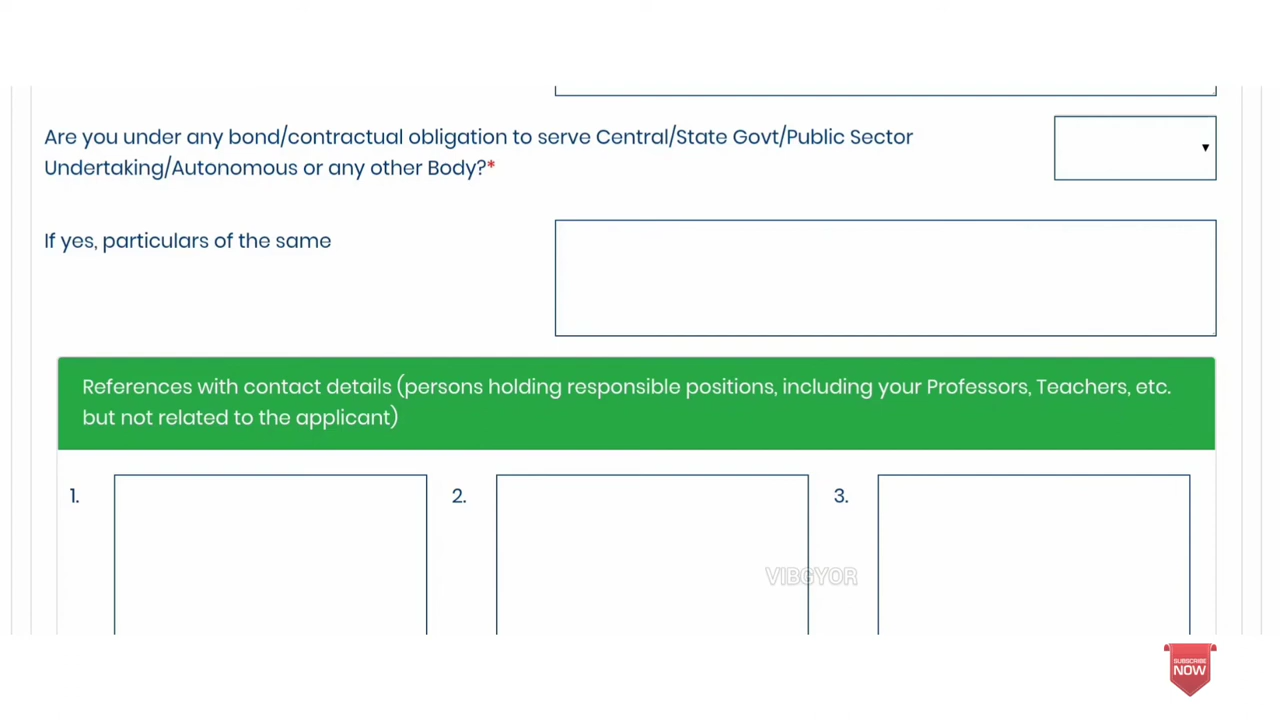 Are you under any bond/contractual obligation to serve Central/State Govt/Public Sector
Undertaking/Autonomous or any other Body?*
If yes, particulars of the same
References with contact details (persons holding responsible positions, including your Professors, Teachers, etc.
but not related to the applicant)
1.
2.
3.
VIBGYOR
SUBSCRIBE
NOW